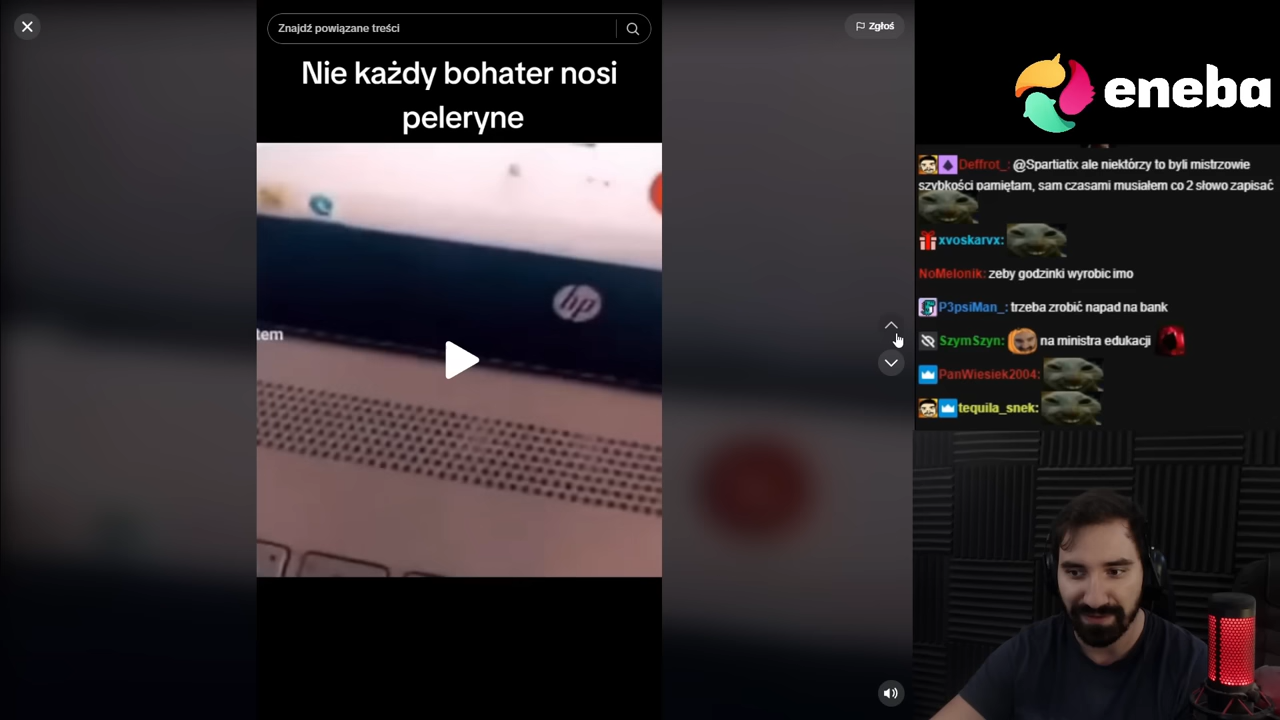 Znajdź powiązane treści
Zgłoś
Nie każdy bohater nosi
peleryne
hp
tem
eneba
Deffrot_: @Spartiatix ale niektórzy to byli mistrzowie
szybkości pamiętam, sam czasami musiałem co 2 słowo zapisać
xvoskarvx:
NoMelonik: zeby godzinki wyrobic imo
P3psiMan_: trzeba zrobić napad na bank
SzymSzyn: na ministra edukacji
PanWiesiek2004:
tequila_snek: